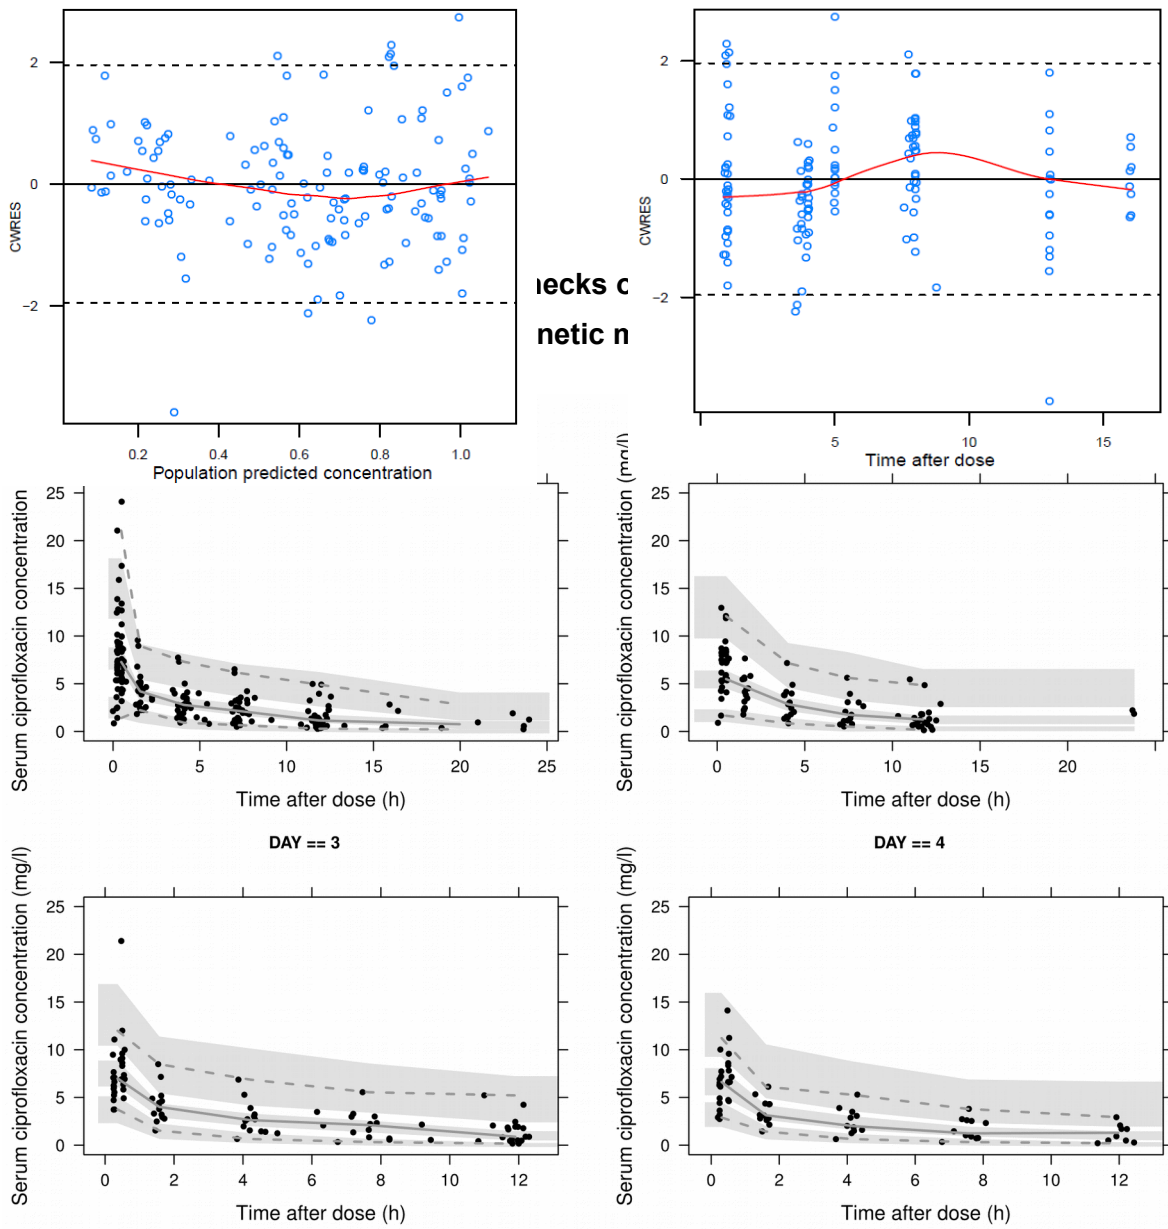 2
0
−2
CWRES
0.2 0.4 0.6 0.8 1.0
Population predicted concentration
2
0
−2
CWRES
5 10 15
Time after dose
25
20
15
10
5
0
Serum ciprofloxacin concentration
0 5 10 15 20 25
Time after dose (h)
25
20
15
10
5
0
Serum ciprofloxacin concentration (mg/l)
0 5 10 15 20
Time after dose (h)
DAY == 3
25
20
15
10
5
0
Serum ciprofloxacin concentration (mg/l)
0 2 4 6 8 10 12
Time after dose (h)
DAY == 4
25
20
15
10
5
0
Serum ciprofloxacin concentration (mg/l)
0 2 4 6 8 10 12
Time after dose (h)